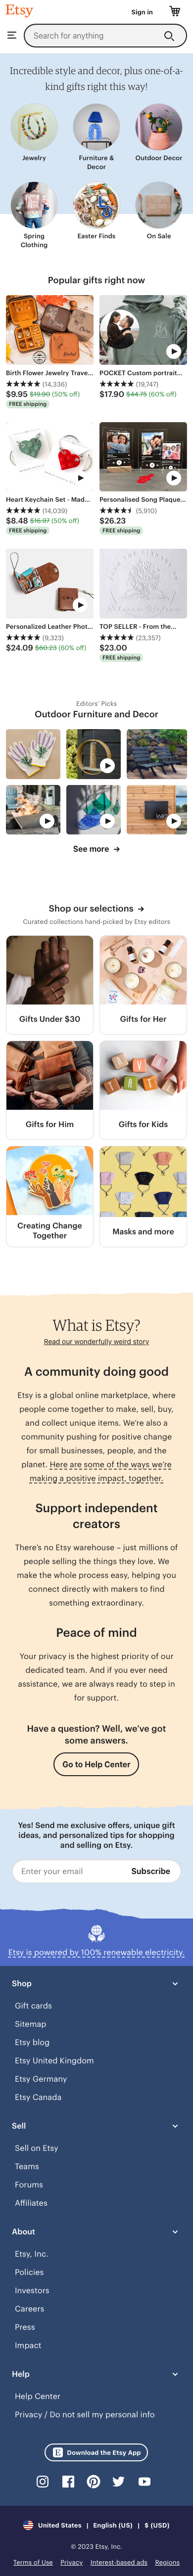 Etsy
Sign in
Search for anything
Incredible style and decor, plus one-of-a-
kind gifts right this way!
Jewelry
Furniture &
Decor
Outdoor Decor
Spring
Clothing
Easter Finds
On Sale
Popular gifts right now
Birth Flower Jewelry Trave...
★★★★★ (14,336)
$9.95 $19.90 (50% off)
FREE shipping
POCKET Custom portrait...
★★★★★ (19,747)
$17.90 $44.75 (60% off)
Heart Keychain Set - Mad...
★★★★★ (14,039)
$8.48 $16.97 (50% off)
FREE shipping
Personalised Song Plaque...
(5,910)
$26.23
FREE shipping
Personalized Leather Phot...
★★★★★ (9,323)
$24.09 $60.23 (60% off)
TOP SELLER - From the...
★★★★★ (23,357)
$23.00
FREE shipping
Editors' Picks
Outdoor Furniture and Decor
See more →
Shop our selections →
Curated collections hand-picked by Etsy editors
Gifts Under $30
Gifts for Her
Gifts for Him
Gifts for Kids
Creating Change
Together
Masks and more
What is Etsy?
Read our wonderfully weird story
A community doing good
Etsy is a global online marketplace, where
people come together to make, sell, buy,
and collect unique items. We're also a
community pushing for positive change
for small businesses, people, and the
planet. Here are some of the ways we're
making a positive impact, together.
Support independent
creators
There's no Etsy warehouse – just millions of
people selling the things they love. We
make the whole process easy, helping you
connect directly with makers to find
something extraordinary.
Peace of mind
Your privacy is the highest priority of our
dedicated team. And if you ever need
assistance, we are always ready to step in
for support.
Have a question? Well, we've got
some answers.
Go to Help Center
Yes! Send me exclusive offers, unique gift
ideas, and personalized tips for shopping
and selling on Etsy.
Enter your email
Subscribe
Etsy is powered by 100% renewable electricity.
Shop
Gift cards
Sitemap
Etsy blog
Etsy United Kingdom
Etsy Germany
Etsy Canada
Sell
Sell on Etsy
Teams
Forums
Affiliates
About
Etsy, Inc.
Policies
Investors
Careers
Press
Impact
Help
Help Center
Privacy / Do not sell my personal info
E Download the Etsy App
United States | English (US) | $ (USD)
© 2023 Etsy, Inc.
Terms of Use Privacy Interest-based ads Regions